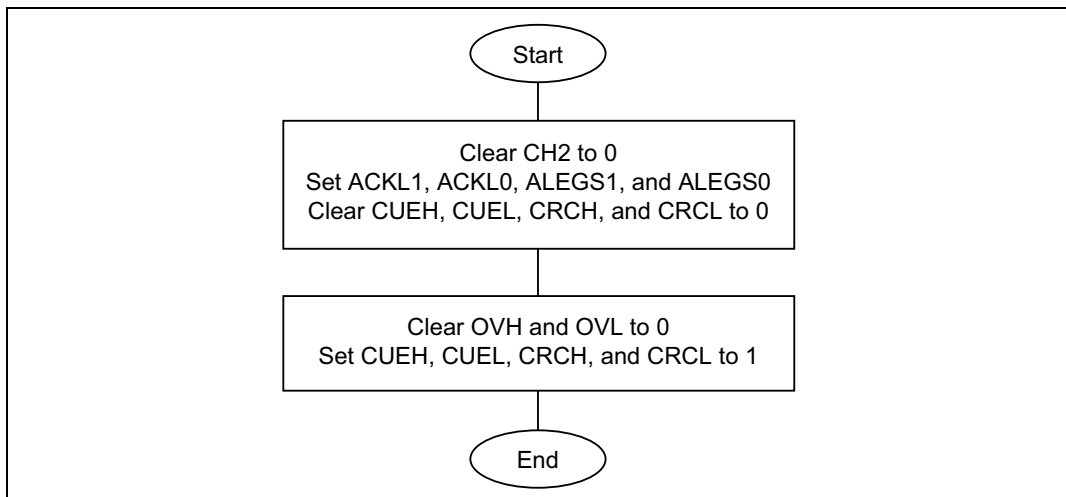 Start
Clear CH2 to 0
Set ACKL1, ACKL0, ALEGS1, and ALEGS0
Clear CUEH, CUEL, CRCH, and CRCL to 0
Clear OVH and OVL to 0
Set CUEH, CUEL, CRCH, and CRCL to 1
End